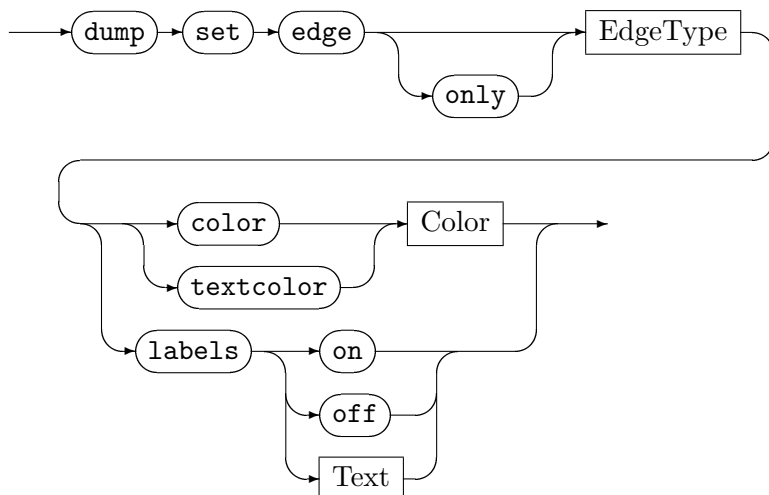 dump set edge EdgeType
only
color Color
textcolor
labels on
off
Text